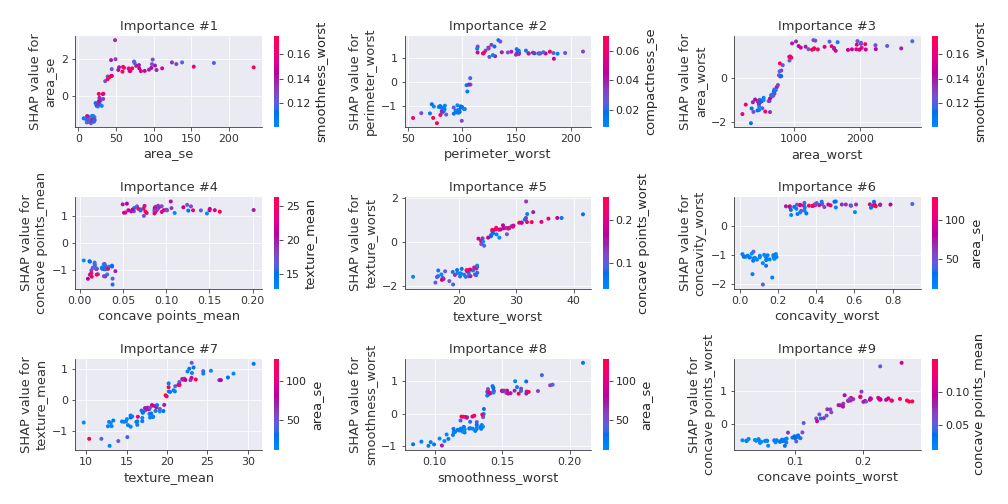 Importance #1
SHAP value for
area_se
2
0
0
50
100
150
200
area_se
0.16
0.14
0.12
smoothness_worst
Importance #2
SHAP value for
perimeter_worst
1
0
−1
50
100
150
200
perimeter_worst
0.06
0.04
0.02
compactness_se
Importance #3
SHAP value for
area_worst
0
−2
1000
2000
area_worst
0.16
0.14
0.12
smoothness_worst
Importance #4
SHAP value for
concave points_mean
1
0
−1
0.00
0.05
0.10
0.15
0.20
concave points_mean
25
20
15
texture_mean
Importance #5
SHAP value for
texture_worst
2
0
−2
20
30
40
texture_worst
0.2
0.1
concave points_worst
Importance #6
SHAP value for
concavity_worst
0
−1
−2
0.0
0.2
0.4
0.6
0.8
concavity_worst
100
50
area_se
Importance #7
SHAP value for
texture_mean
1
0
−1
10
15
20
25
30
texture_mean
100
50
area_se
Importance #8
SHAP value for
smoothness_worst
1
0
−1
0.10
0.15
0.20
smoothness_worst
100
50
area_se
Importance #9
SHAP value for
concave points_worst
1
0
0.1
0.2
concave points_worst
0.10
0.05
concave points_mean